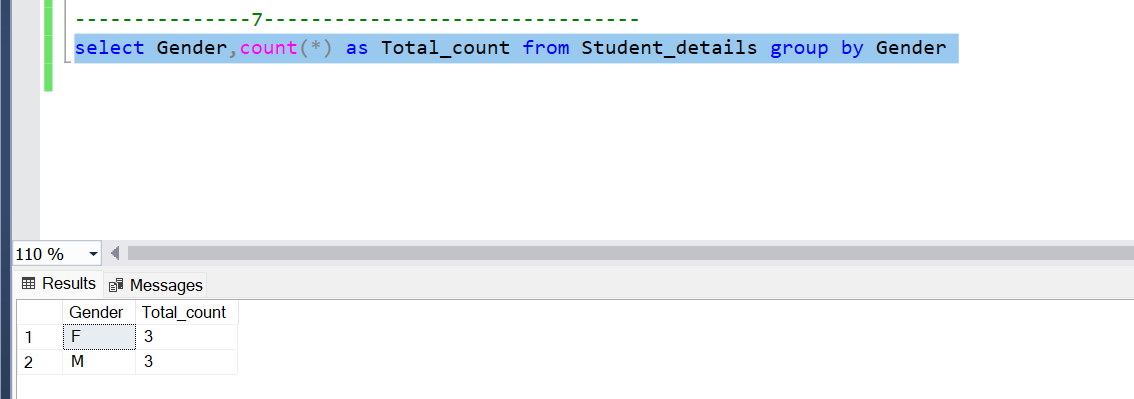 ---------------7--------------------------------
select Gender,count(*) as Total_count from Student_details group by Gender
110 %
Results Messages
Gender Total_count
1 F 3
2 M 3